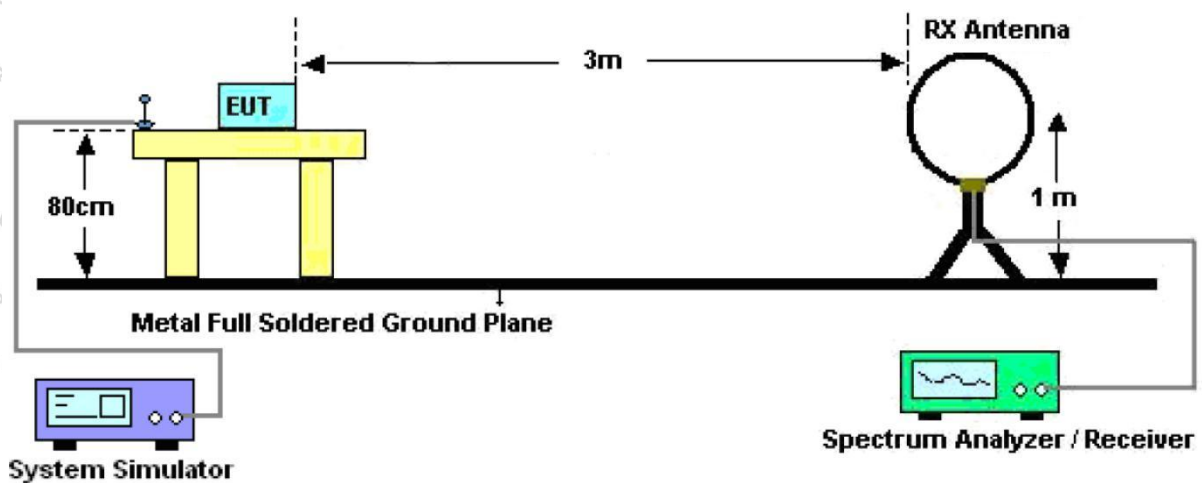 RX Antenna
3m
EUT
80cm
1 m
Metal Full Soldered Ground Plane
System Simulator
Spectrum Analyzer / Receiver